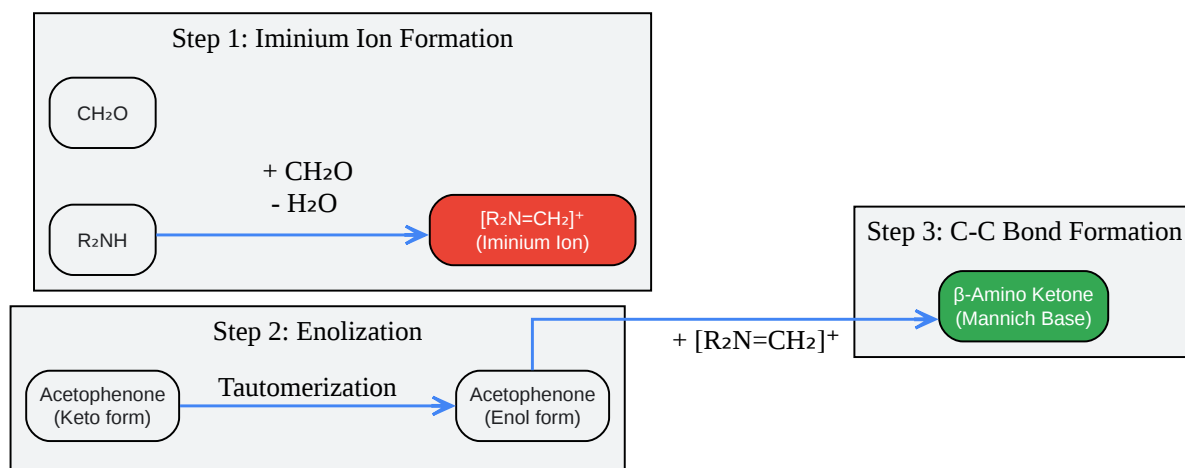 Step 1: Iminium Ion Formation
CH₂O
+ CH₂O
- H₂O
R₂NH
[R₂N=CH₂]⁺
(Iminium Ion)
Step 2: Enolization
Acetophenone
(Keto form)
Tautomerization
Acetophenone
(Enol form)
+ [R₂N=CH₂]⁺
Step 3: C-C Bond Formation
β-Amino Ketone
(Mannich Base)